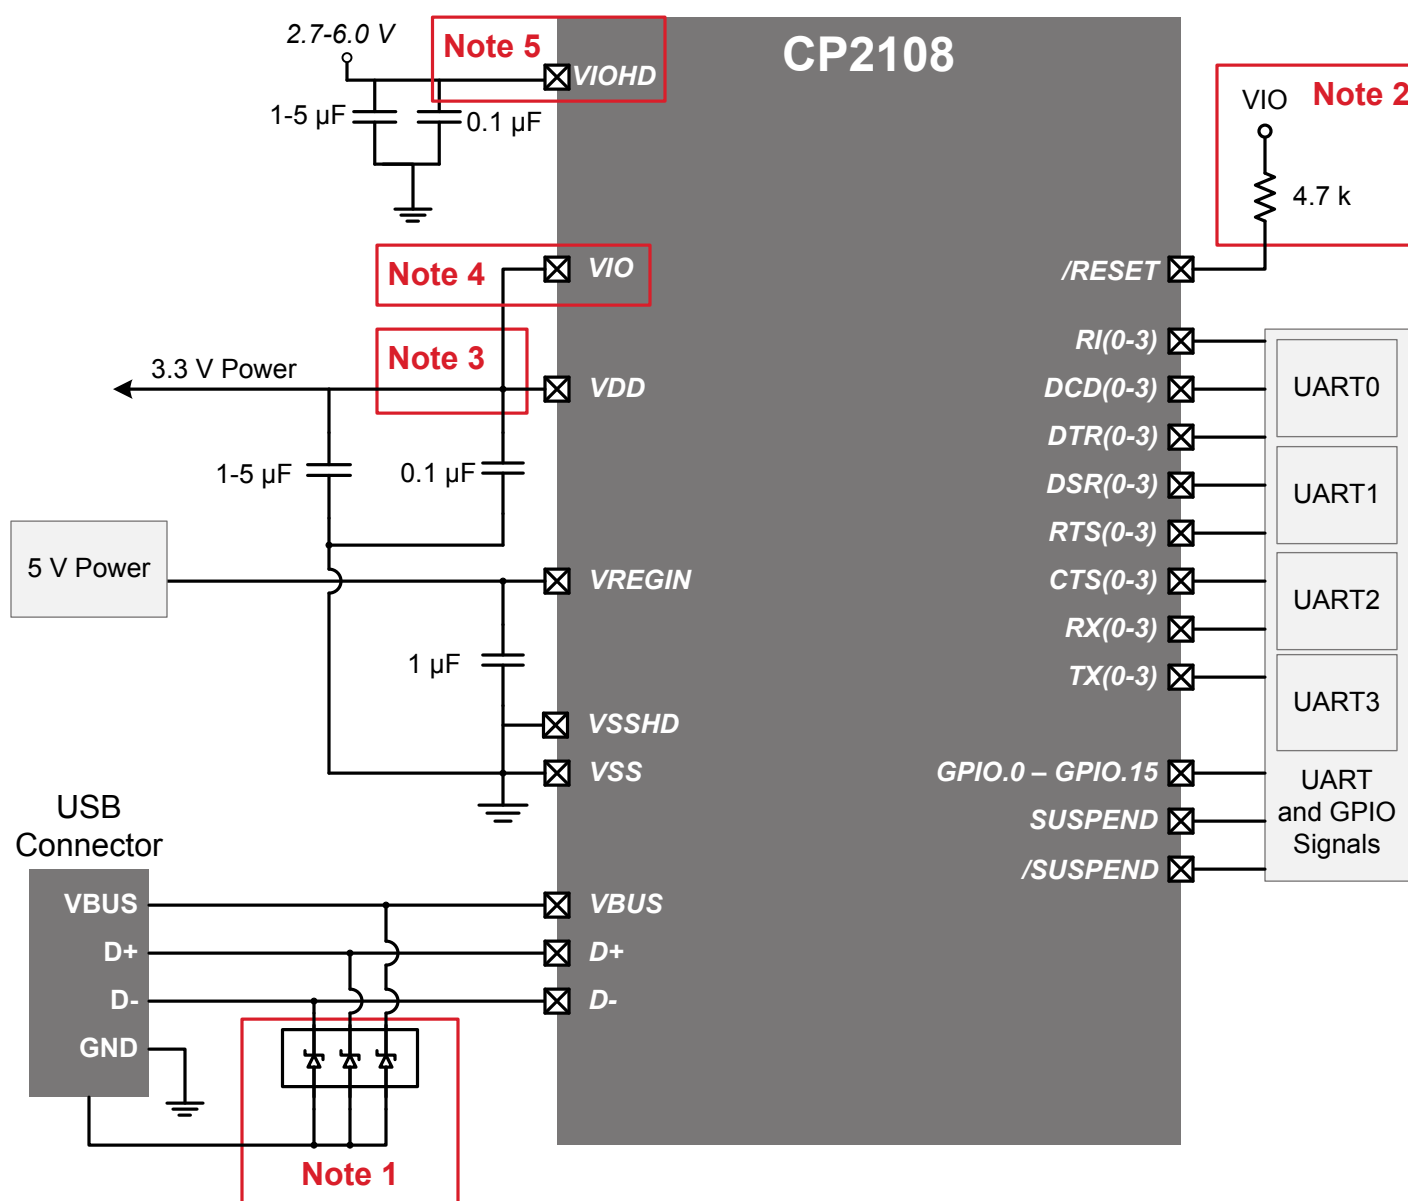 CP2108
2.7-6.0 V
Note 5
VIOHD
1-5 µF
0.1 µF
VIO
Note 2
4.7 k
Note 4
VIO
/RESET
Note 3
3.3 V Power
VDD
1-5 µF
0.1 µF
5 V Power
VREGIN
1 µF
VSSHD
VSS
RI(0-3)
DCD(0-3)
DTR(0-3)
DSR(0-3)
RTS(0-3)
CTS(0-3)
RX(0-3)
TX(0-3)
GPIO.0 – GPIO.15
SUSPEND
/SUSPEND
UART0
UART1
UART2
UART3
UART
and GPIO
Signals
USB
Connector
VBUS
D+
D-
GND
VBUS
D+
D-
Note 1